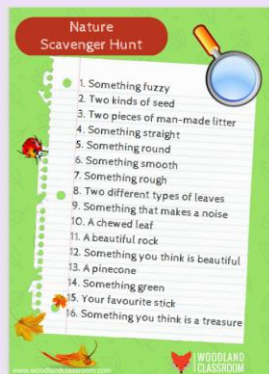 Nature
Scavenger Hunt
1. Something fuzzy
2. Two kinds of seed
3. Two pieces of man-made litter
4. Something straight
5. Something round
6. Something smooth
7. Something rough
8. Two different types of leaves
9. Something that makes a noise
10. A chewed leaf
11. A beautiful rock
12. Something you think is beautiful
13. A pinecone
14. Something green
15. Your favourite stick
16. Something you think is a treasure
www.woodlandclassroom.com
WOODLAND
CLASSROOM